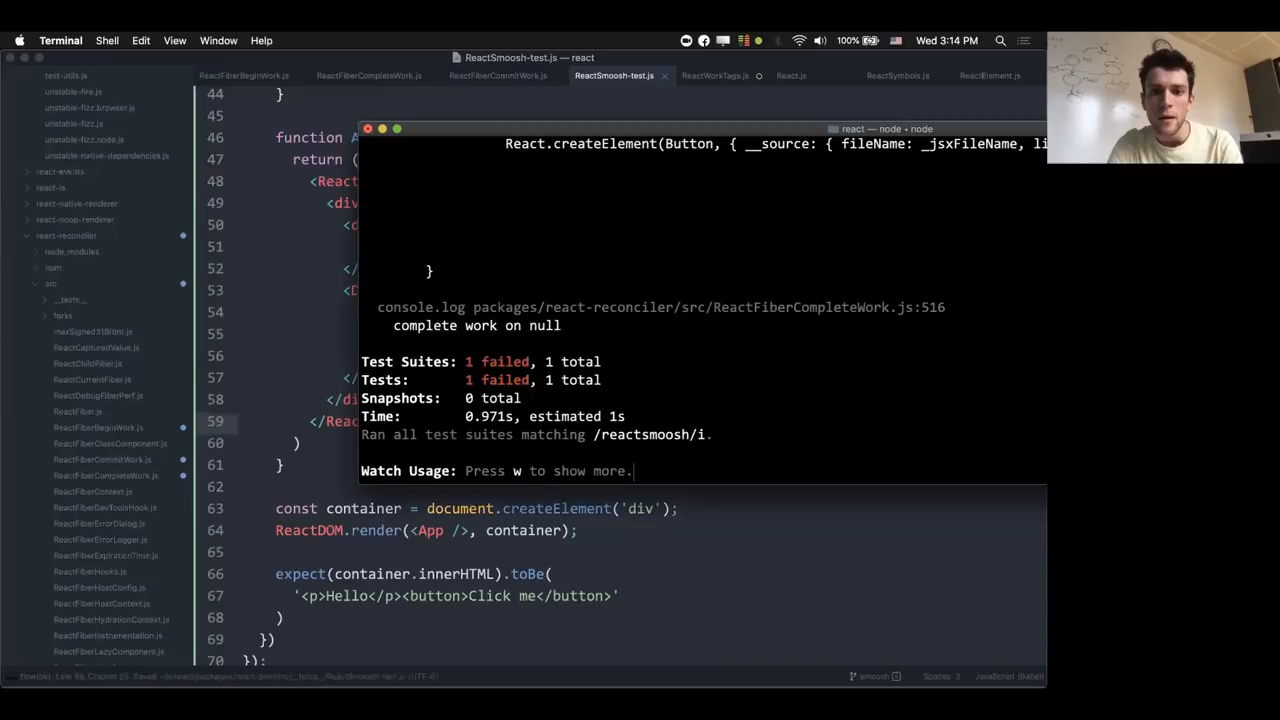 Terminal Shell Edit View Window Help 100% Wed 3:14 PM
ReactSmoosh-test.js — react
test-utils.js
unstable-fire.js
unstable-fizz.browser.js
unstable-fizz.js
unstable-fizz.node.js
unstable-native-dependencies.js
react-events
react-is
react-native-renderer
react-noop-renderer
react-reconciler
node_modules
npm
src
__tests__
forks
maxSigned31BitInt.js
ReactCapturedValue.js
ReactChildFiber.js
ReactCurrentFiber.js
ReactDebugFiberPerf.js
ReactFiber.js
ReactFiberBeginWork.js
ReactFiberClassComponent.js
ReactFiberCommitWork.js
ReactFiberCompleteWork.js
ReactFiberContext.js
ReactFiberDevToolsHook.js
ReactFiberErrorDialog.js
ReactFiberErrorLogger.js
ReactFiberExpirationTime.js
ReactFiberHooks.js
ReactFiberHostConfig.js
ReactFiberHostContext.js
ReactFiberHydrationContext.js
ReactFiberInstrumentation.js
ReactFiberLazyComponent.js
ReactFiberBeginWork.js ReactFiberCompleteWork.js ReactFiberCommitWork.js ReactSmoosh-test.js ReactWorkTags.js React.js ReactSymbols.js ReactElement.js
44 }
45
46 function A
47 return (
48 <React
49 <div
50 <d
51
52 </
53 <D
54
55
56
57 </
58 </di
59 </Reac
60 )
61 }
62
63 const container = document.createElement('div');
64 ReactDOM.render(<App />, container);
65
66 expect(container.innerHTML).toBe(
67 '<p>Hello</p><button>Click me</button>'
68 )
69 })
70 });
react — node • node
React.createElement(Button, { __source: { fileName: _jsxFileName, li
}
console.log packages/react-reconciler/src/ReactFiberCompleteWork.js:516
complete work on null
Test Suites: 1 failed, 1 total
Tests: 1 failed, 1 total
Snapshots: 0 total
Time: 0.971s, estimated 1s
Ran all test suites matching /reactsmoosh/i.
Watch Usage: Press w to show more.
smoosh Spaces 2 JavaScript (Babel)